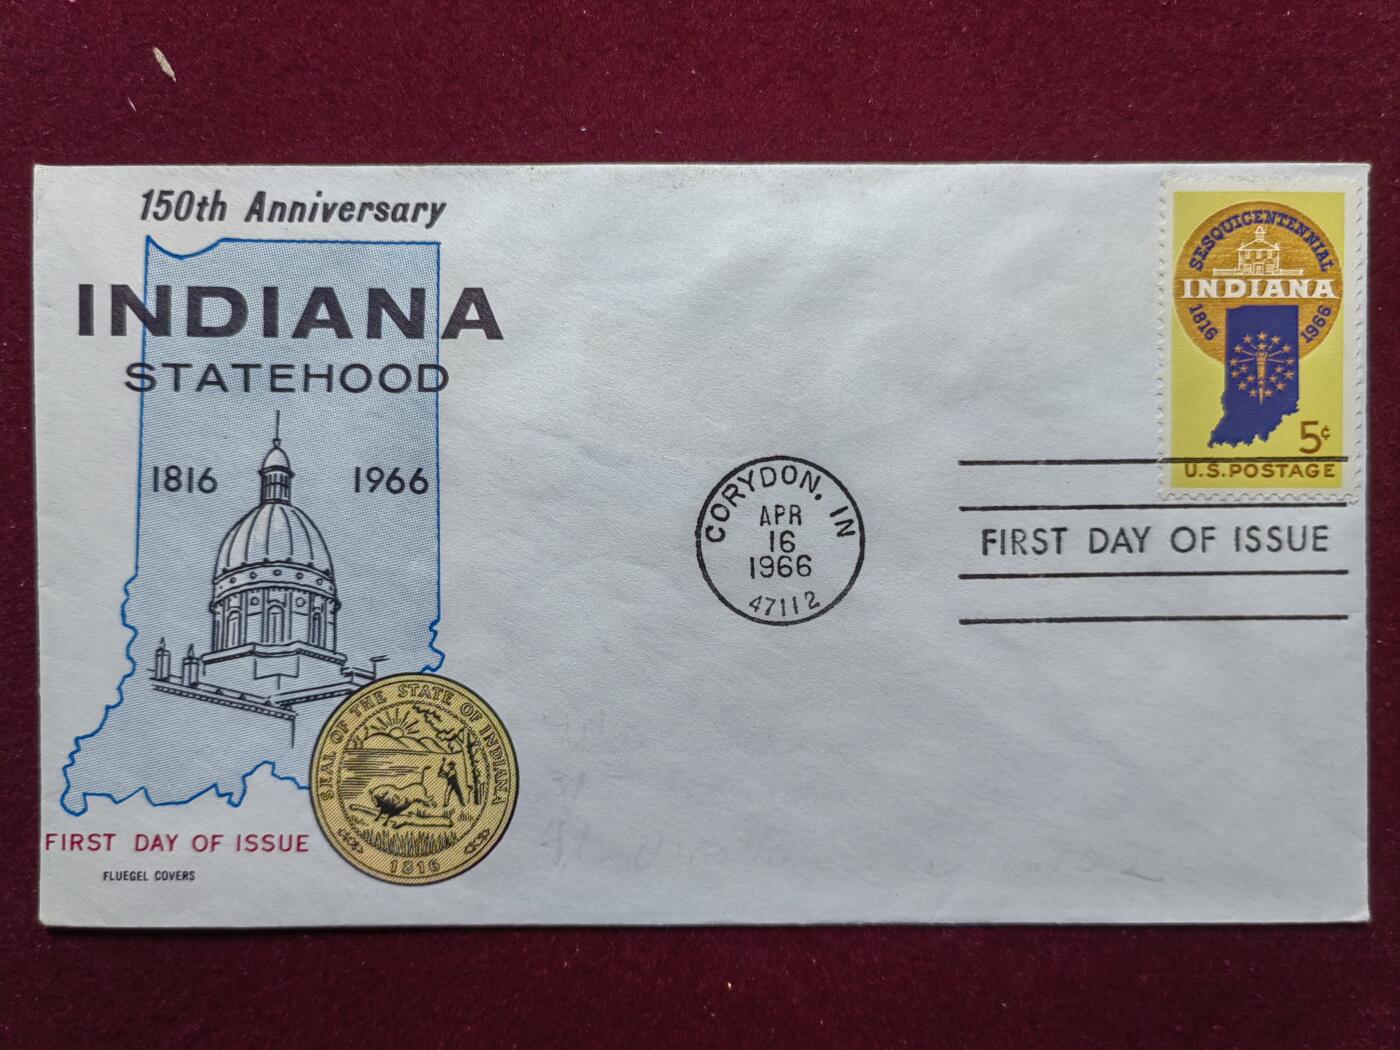 150th Anniversary
INDIANA
STATEHOOD
1816 1966
SEAL OF THE STATE OF INDIANA
1816
FIRST DAY OF ISSUE
FLUEGEL COVERS
CORYDON, IN
APR
16
1966
47112
SESQUICENTENNIAL
INDIANA
1816 1966
5¢
U.S. POSTAGE
FIRST DAY OF ISSUE